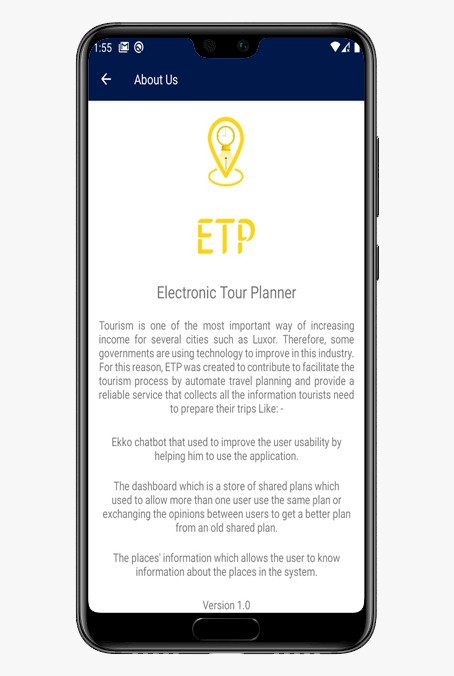 1:55
About Us
ETP
Electronic Tour Planner
Tourism is one of the most important way of increasing
income for several cities such as Luxor. Therefore, some
governments are using technology to improve in this industry.
For this reason, ETP was created to contribute to facilitate the
tourism process by automate travel planning and provide a
reliable service that collects all the information tourists need
to prepare their trips Like: -
Ekko chatbot that used to improve the user usability by
helping him to use the application.
The dashboard which is a store of shared plans which
used to allow more than one user use the same plan or
exchanging the opinions between users to get a better plan
from an old shared plan.
The places' information which allows the user to know
information about the places in the system.
Version 1.0